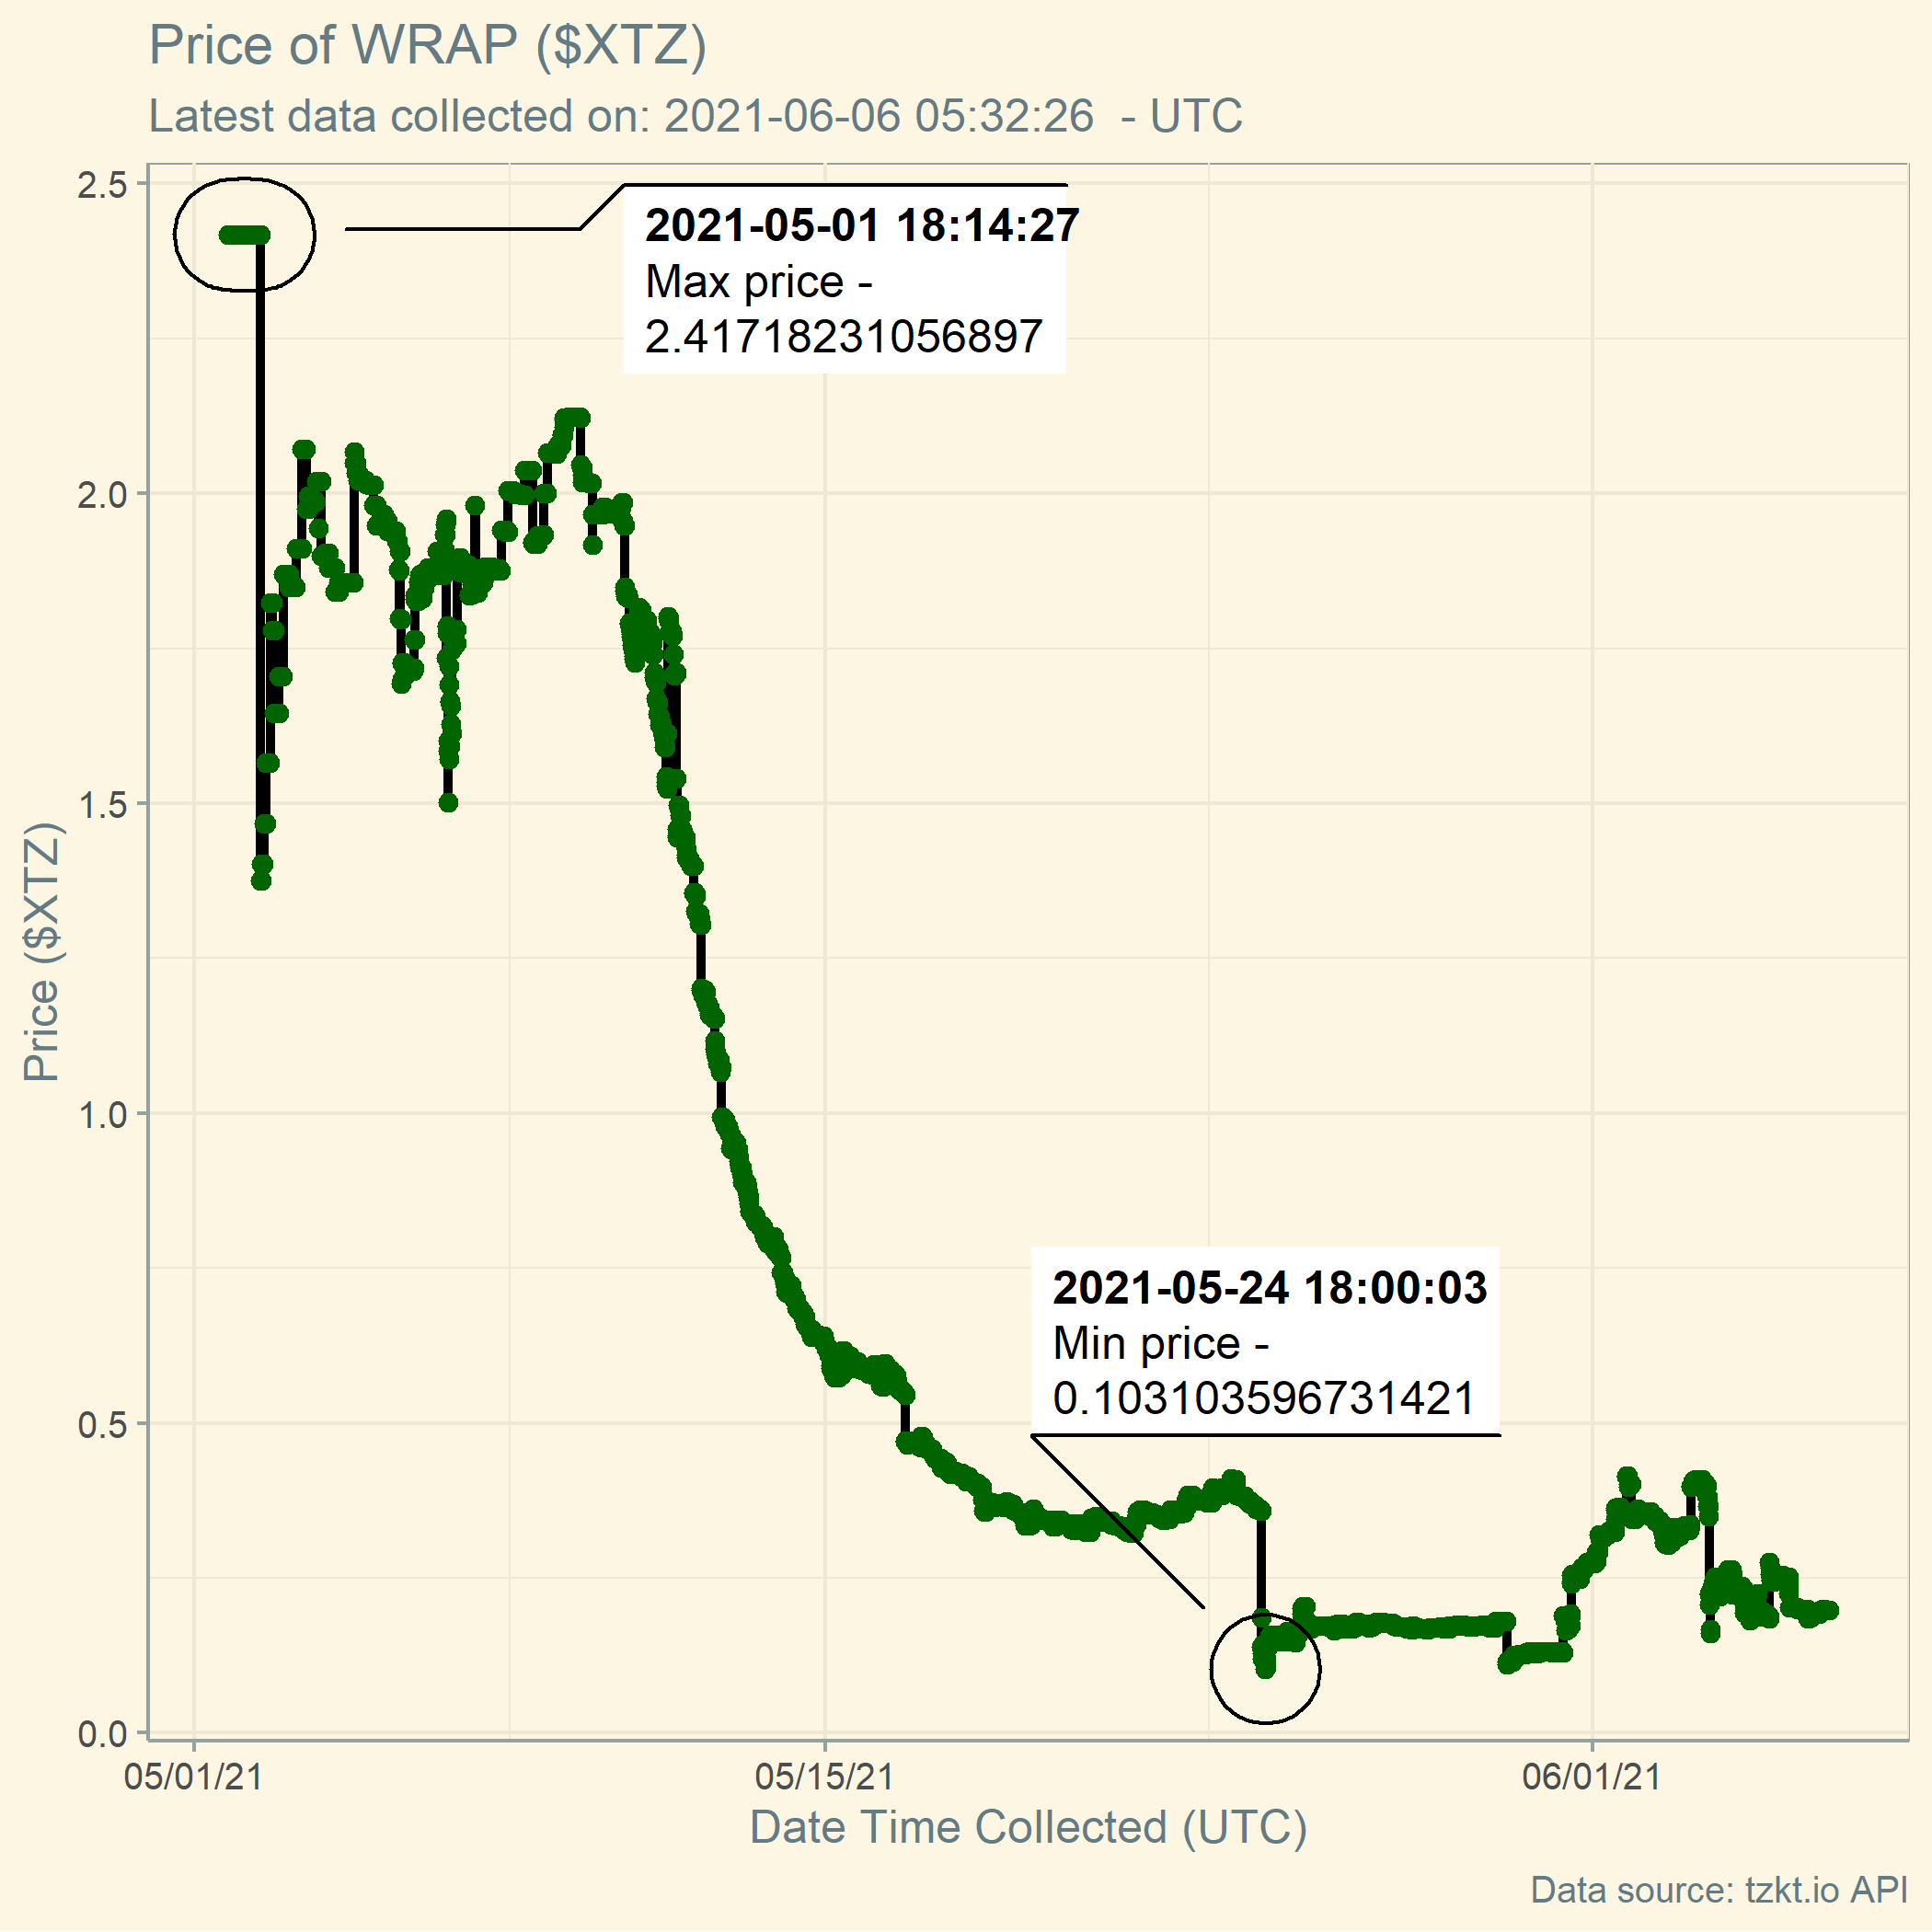 Price of WRAP ($XTZ)
Latest data collected on: 2021-06-06 05:32:26  - UTC
2.5
2.0
1.5
1.0
0.5
0.0
Price ($XTZ)
2021-05-01 18:14:27
Max price -
2.41718231056897
2021-05-24 18:00:03
Min price -
0.103103596731421
05/01/21
05/15/21
06/01/21
Date Time Collected (UTC)
Data source: tzkt.io API